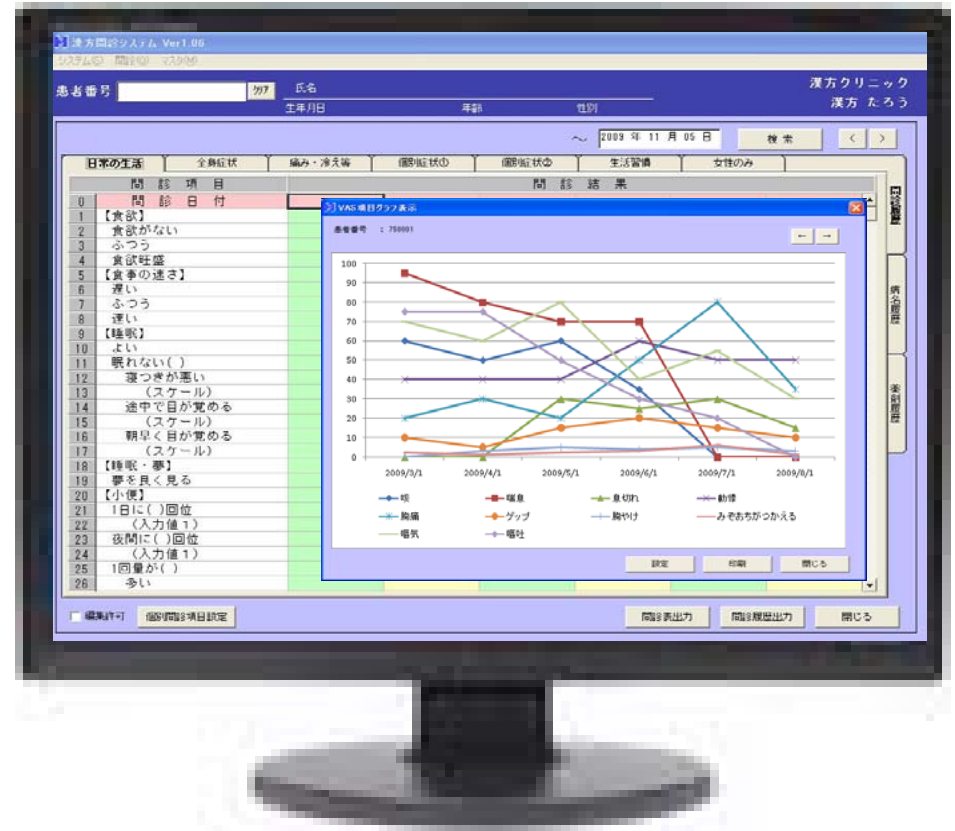 漢方問診システム Ver1.06
システム(S) 問診(Q) マスタ(M)
患者番号 クリア 氏名
生年月日 年齢 性別
漢方クリニック
漢方 たろう
～ 2009 年 11 月 05 日 検 索 < >
日常の生活 全身症状 痛み・冷え等 個別症状① 個別症状② 生活習慣 女性のみ
問 診 項 目 問 診 結 果
0 問 診 日 付
1 【食欲】
2 食欲がない
3 ふつう
4 食欲旺盛
5 【食事の速さ】
6 遅い
7 ふつう
8 速い
9 【睡眠】
10 よい
11 眠れない( )
12 寝つきが悪い
13 (スケール)
14 途中で目が覚める
15 (スケール)
16 朝早く目が覚める
17 (スケール)
18 【睡眠・夢】
19 夢を良く見る
20 【小便】
21 1日に( )回位
22 (入力値1)
23 夜間に( )回位
24 (入力値1)
25 1回量が( )
26 多い
問診履歴
病名履歴
薬剤履歴
VAS項目グラフ表示
患者番号 : 750001
← →
100
90
80
70
60
50
40
30
20
10
0
2009/3/1 2009/4/1 2009/5/1 2009/6/1 2009/7/1 2009/8/1
咳 喘息 息切れ 動悸
胸痛 ゲップ 胸やけ みぞおちがつかえる
嘔気 嘔吐
設定 印刷 閉じる
編集許可 個別問診項目設定 問診表出力 問診履歴出力 閉じる